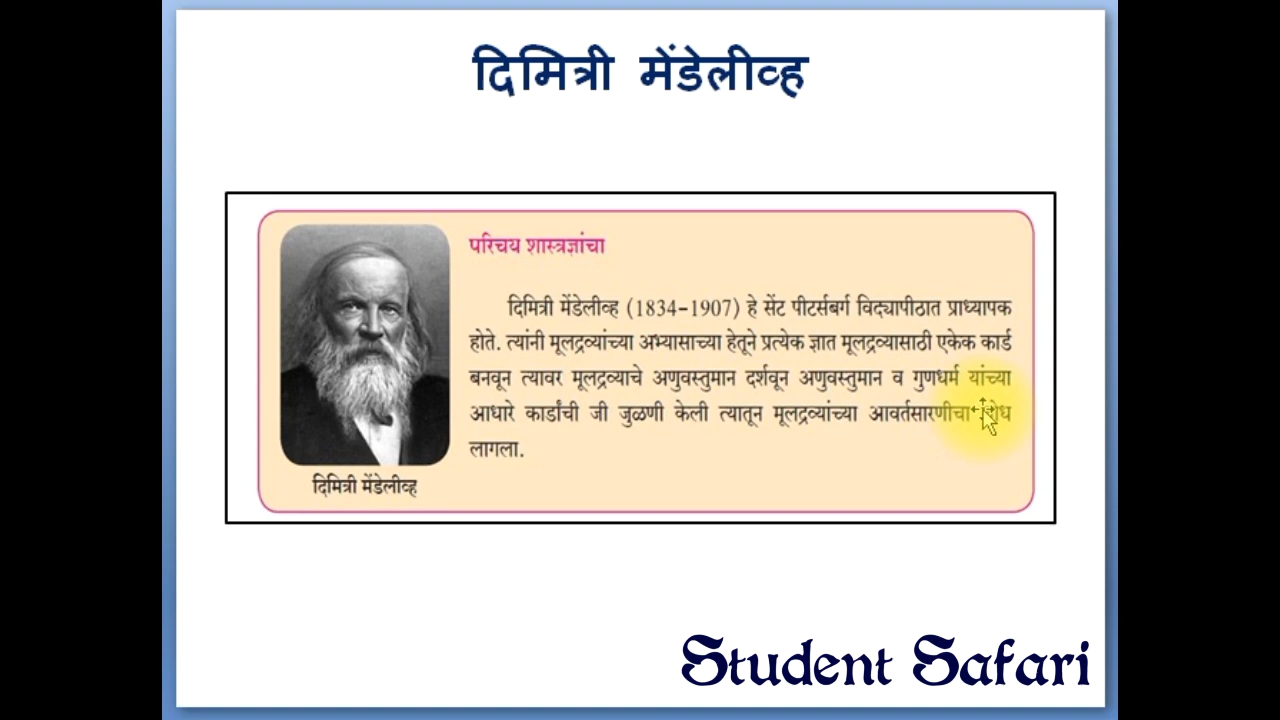 दिमित्री मेंडेलीव्ह
परिचय शास्त्रज्ञांचा
दिमित्री मेंडेलीव्ह (1834-1907) हे सेंट पीटर्सबर्ग विद्यापीठात प्राध्यापक
होते. त्यांनी मूलद्रव्यांच्या अभ्यासाच्या हेतूने प्रत्येक ज्ञात मूलद्रव्यासाठी एकेक कार्ड
बनवून त्यावर मूलद्रव्याचे अणुवस्तुमान दर्शवून अणुवस्तुमान व गुणधर्म यांच्या
आधारे कार्डांची जी जुळणी केली त्यातून मूलद्रव्यांच्या आवर्तसारणीचा शोध
लागला.
दिमित्री मेंडेलीव्ह
Student Safari